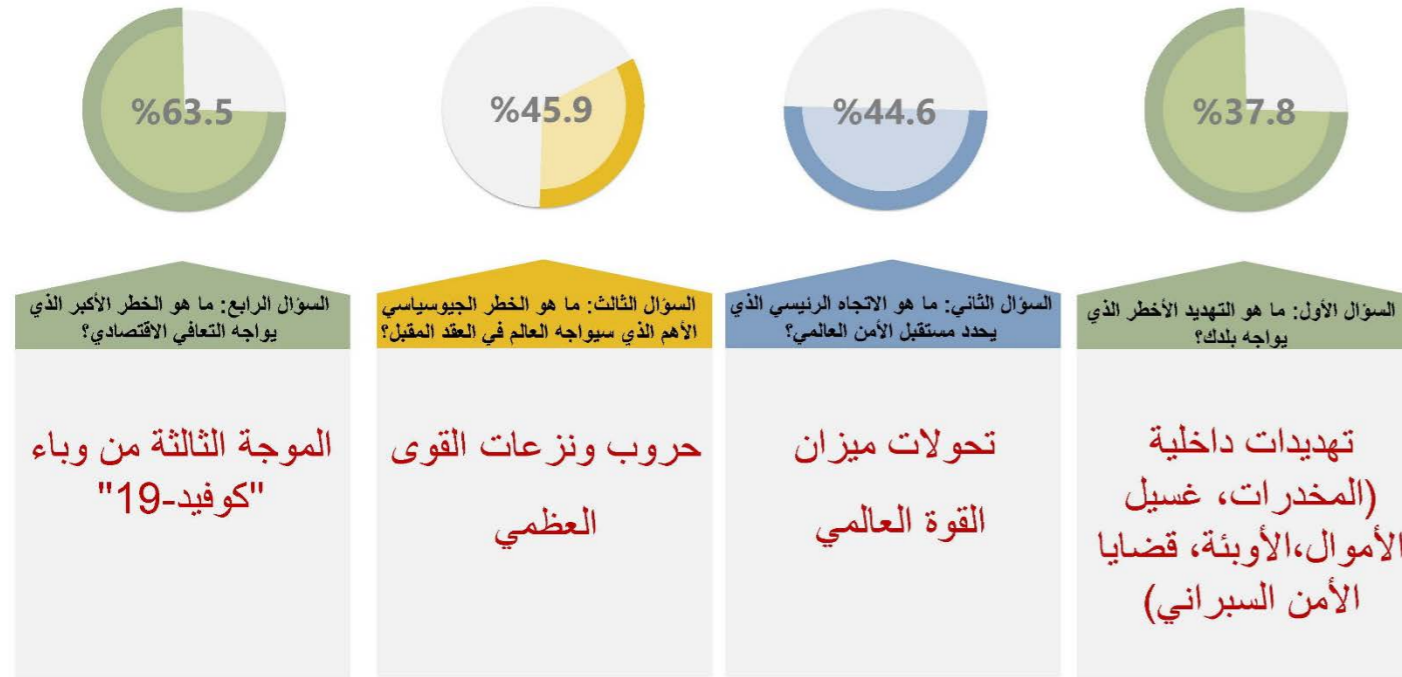 %37.8
السؤال الأول: ما هو التهديد الأخطر الذي
يواجه بلدك؟
تهديدات داخلية
(المخدرات، غسيل
الأموال،الأوبئة، قضايا
الأمن السبراني)
%44.6
السؤال الثاني: ما هو الاتجاه الرئيسي الذي
يحدد مستقبل الأمن العالمي؟
تحولات ميزان
القوة العالمي
%45.9
السؤال الثالث: ما هو الخطر الجيوسياسي
الأهم الذي سيواجه العالم في العقد المقبل؟
حروب ونزعات القوى
العظمي
%63.5
السؤال الرابع: ما هو الخطر الأكبر الذي
يواجه التعافي الاقتصادي؟
الموجة الثالثة من وباء
"كوفيد-19"